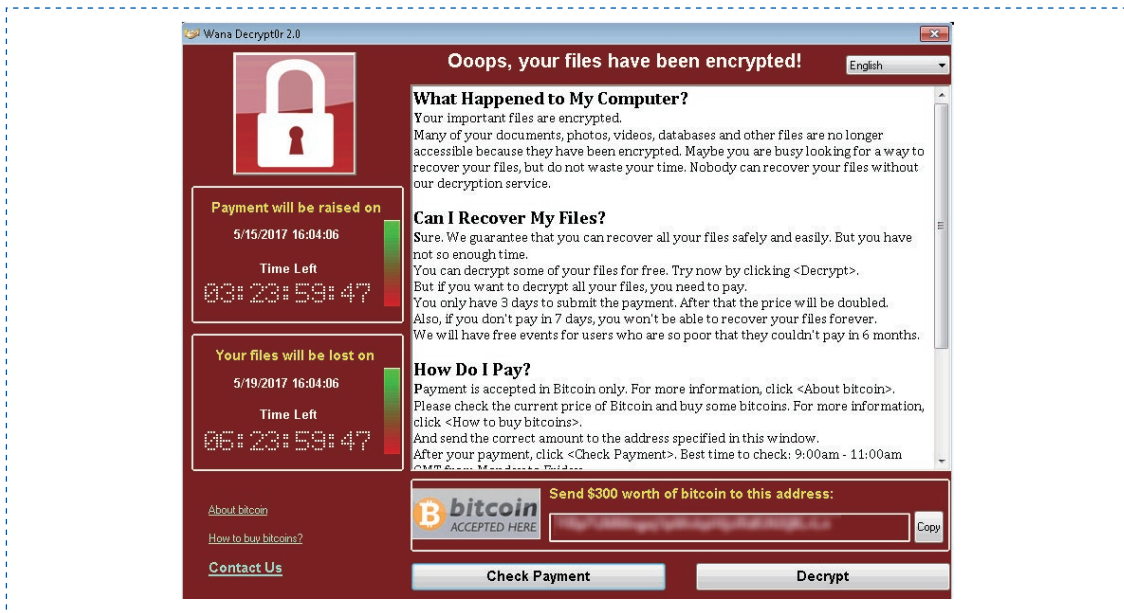 Wana Decrypt0r 2.0
Ooops, your files have been encrypted!
English
What Happened to My Computer?
Your important files are encrypted.
Many of your documents, photos, videos, databases and other files are no longer
accessible because they have been encrypted. Maybe you are busy looking for a way to
recover your files, but do not waste your time. Nobody can recover your files without
our decryption service.
Can I Recover My Files?
Sure. We guarantee that you can recover all your files safely and easily. But you have
not so enough time.
You can decrypt some of your files for free. Try now by clicking <Decrypt>.
But if you want to decrypt all your files, you need to pay.
You only have 3 days to submit the payment. After that the price will be doubled.
Also, if you don't pay in 7 days, you won't be able to recover your files forever.
We will have free events for users who are so poor that they couldn't pay in 6 months.
How Do I Pay?
Payment is accepted in Bitcoin only. For more information, click <About bitcoin>.
Please check the current price of Bitcoin and buy some bitcoins. For more information,
click <How to buy bitcoins>.
And send the correct amount to the address specified in this window.
After your payment, click <Check Payment>. Best time to check: 9:00am - 11:00am
GMT from Monday to Friday.
Payment will be raised on
5/15/2017 16:04:06
Time Left
03:23:59:47
Your files will be lost on
5/19/2017 16:04:06
Time Left
06:23:59:47
About bitcoin
How to buy bitcoins?
Contact Us
bitcoin
ACCEPTED HERE
Send $300 worth of bitcoin to this address:
Copy
Check Payment
Decrypt